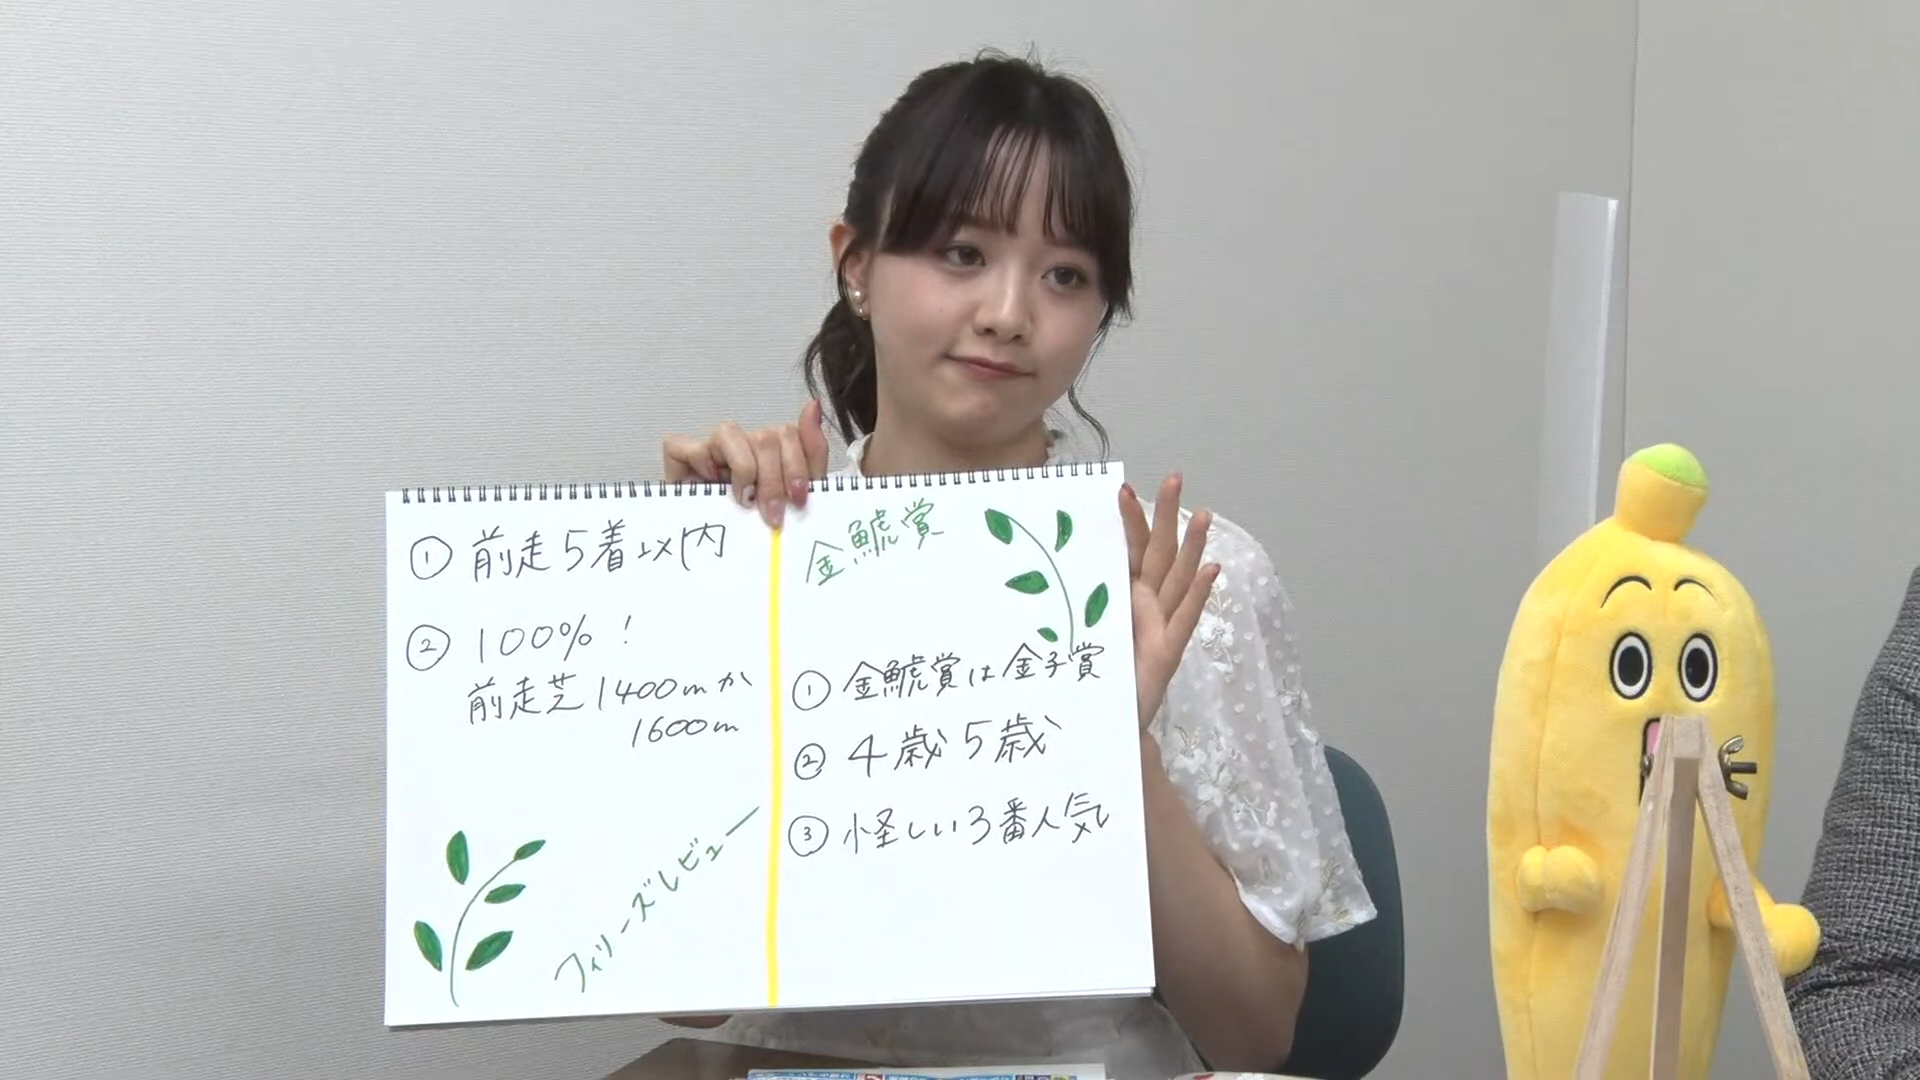 ① 前走5着以内
② 100%!
前走芝1400mか
1600m
フィリーズレビュー
金鯱賞
① 金鯱賞は金子賞
② 4歳5歳
③ 怪しい3番人気